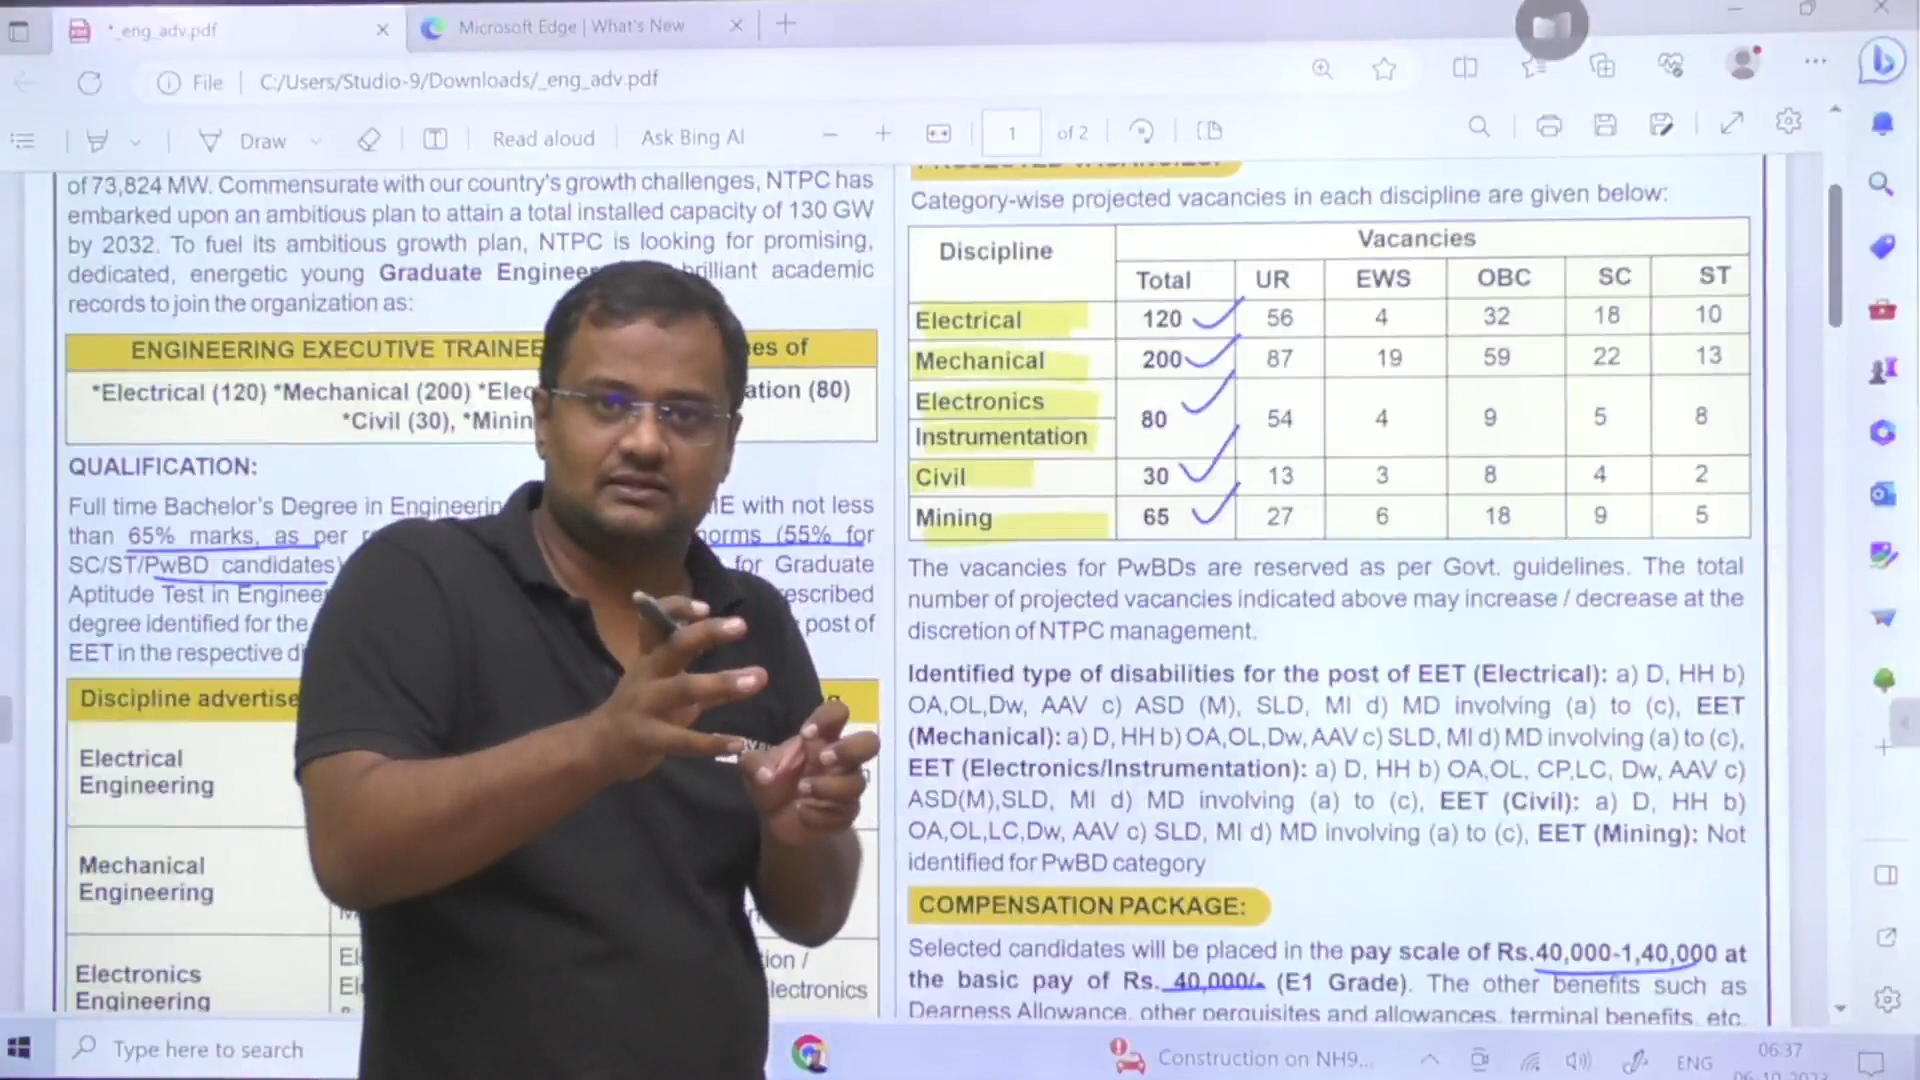 *_eng_adv.pdf
Microsoft Edge | What's New
File
C:/Users/Studio-9/Downloads/_eng_adv.pdf
Draw
Read aloud
Ask Bing AI
1
of 2
of 73,824 MW. Commensurate with our country's growth challenges, NTPC has
embarked upon an ambitious plan to attain a total installed capacity of 130 GW
by 2032. To fuel its ambitious growth plan, NTPC is looking for promising,
dedicated, energetic young Graduate brilliant academic
records to join the organization as:
ENGINEERING EXECUTIVE of
*Electrical (120) *Mechanical (200) (80)
*Civil (30),
QUALIFICATION:
Full time Bachelor's Degree in with not less
than 65% marks, as per (55% for
SC/ST/PwBD candidates) for Graduate
Aptitude Test in
degree identified for the post of
EET in the respective
Discipline
Electrical
Engineering
Mechanical
Engineering
Electronics
Engineering
Category-wise projected vacancies in each discipline are given below:
Discipline Vacancies
Total UR EWS OBC SC ST
Electrical 120 56 4 32 18 10
Mechanical 200 87 19 59 22 13
Electronics
Instrumentation 80 54 4 9 5 8
Civil 30 13 3 8 4 2
Mining 65 27 6 18 9 5
The vacancies for PwBDs are reserved as per Govt. guidelines. The total
number of projected vacancies indicated above may increase / decrease at the
discretion of NTPC management.
Identified type of disabilities for the post of EET (Electrical): a) D, HH b)
OA,OL,Dw, AAV c) ASD (M), SLD, MI d) MD involving (a) to (c), EET
(Mechanical): a) D, HH b) OA,OL,Dw, AAV c) SLD, MI d) MD involving (a) to (c),
EET (Electronics/Instrumentation): a) D, HH b) OA,OL, CP,LC, Dw, AAV c)
ASD(M),SLD, MI d) MD involving (a) to (c), EET (Civil): a) D, HH b)
OA,OL,LC,Dw, AAV c) SLD, MI d) MD involving (a) to (c), EET (Mining): Not
identified for PwBD category
COMPENSATION PACKAGE:
Selected candidates will be placed in the pay scale of Rs.40,000-1,40,000 at
the basic pay of Rs. 40,000/- (E1 Grade). The other benefits such as
Dearness Allowance, other perquisites and allowances, terminal benefits, etc.
Type here to search
Construction on NH9...
ENG
06:37